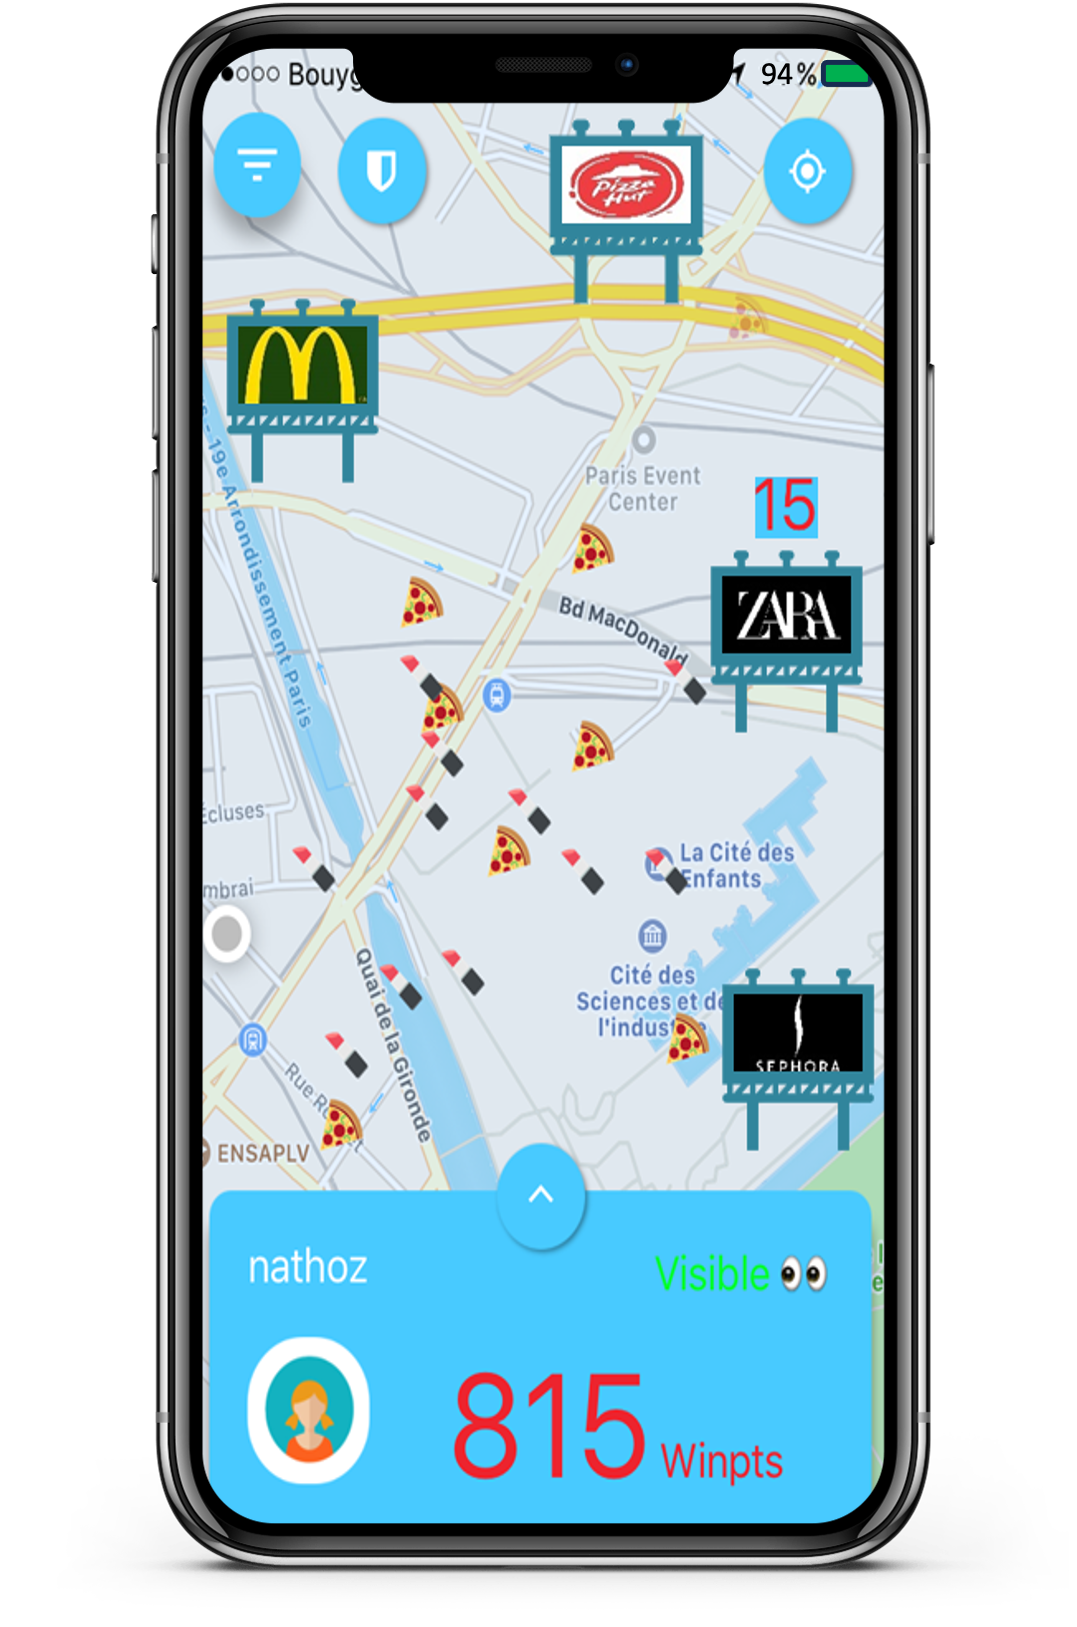 Bouyg
94%
Pizza
Hut
M
19e Arrondissement-Paris
Paris Event
Center
15
ZARA
Bd MacDonald
Écluses
mbrai
La Cité des
Enfants
Cité des
Sciences et de
l'indus
SEPHORA
Quai de la Gironde
ENSAPLV
nathoz
Visible
815 Winpts